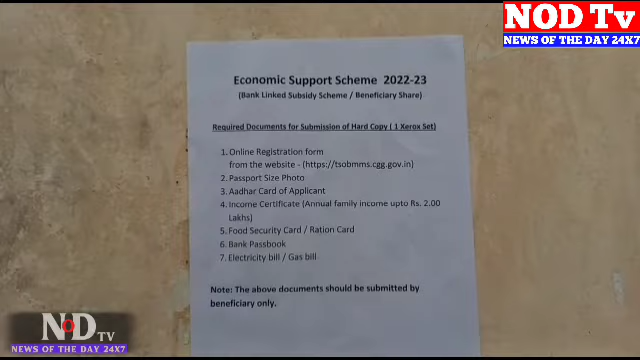 NOD Tv
NEWS OF THE DAY 24X7
Economic Support Scheme 2022-23
(Bank Linked Subsidy Scheme / Beneficiary Share)
Required Documents for Submission of Hard Copy ( 1 Xerox Set)
1. Online Registration form
from the website - (https://tsobmms.cgg.gov.in)
2. Passport Size Photo
3. Aadhar Card of Applicant
4. Income Certificate (Annual family income upto Rs. 2.00
Lakhs)
5. Food Security Card / Ration Card
6. Bank Passbook
7. Electricity bill / Gas bill
Note: The above documents should be submitted by
beneficiary only.
NOD TV
NEWS OF THE DAY 24X7